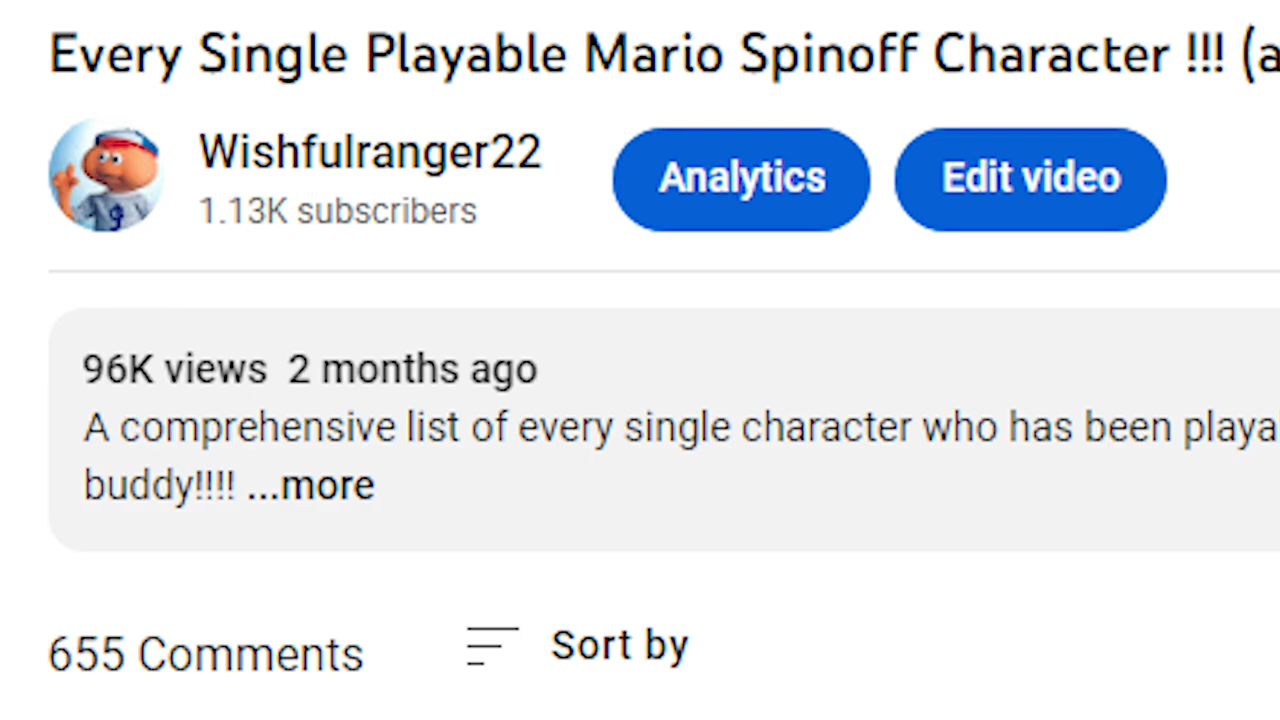 Every Single Playable Mario Spinoff Character !!! (a
Wishfulranger22
1.13K subscribers
Analytics
Edit video
96K views 2 months ago
A comprehensive list of every single character who has been playa
buddy!!!! ...more
655 Comments
Sort by